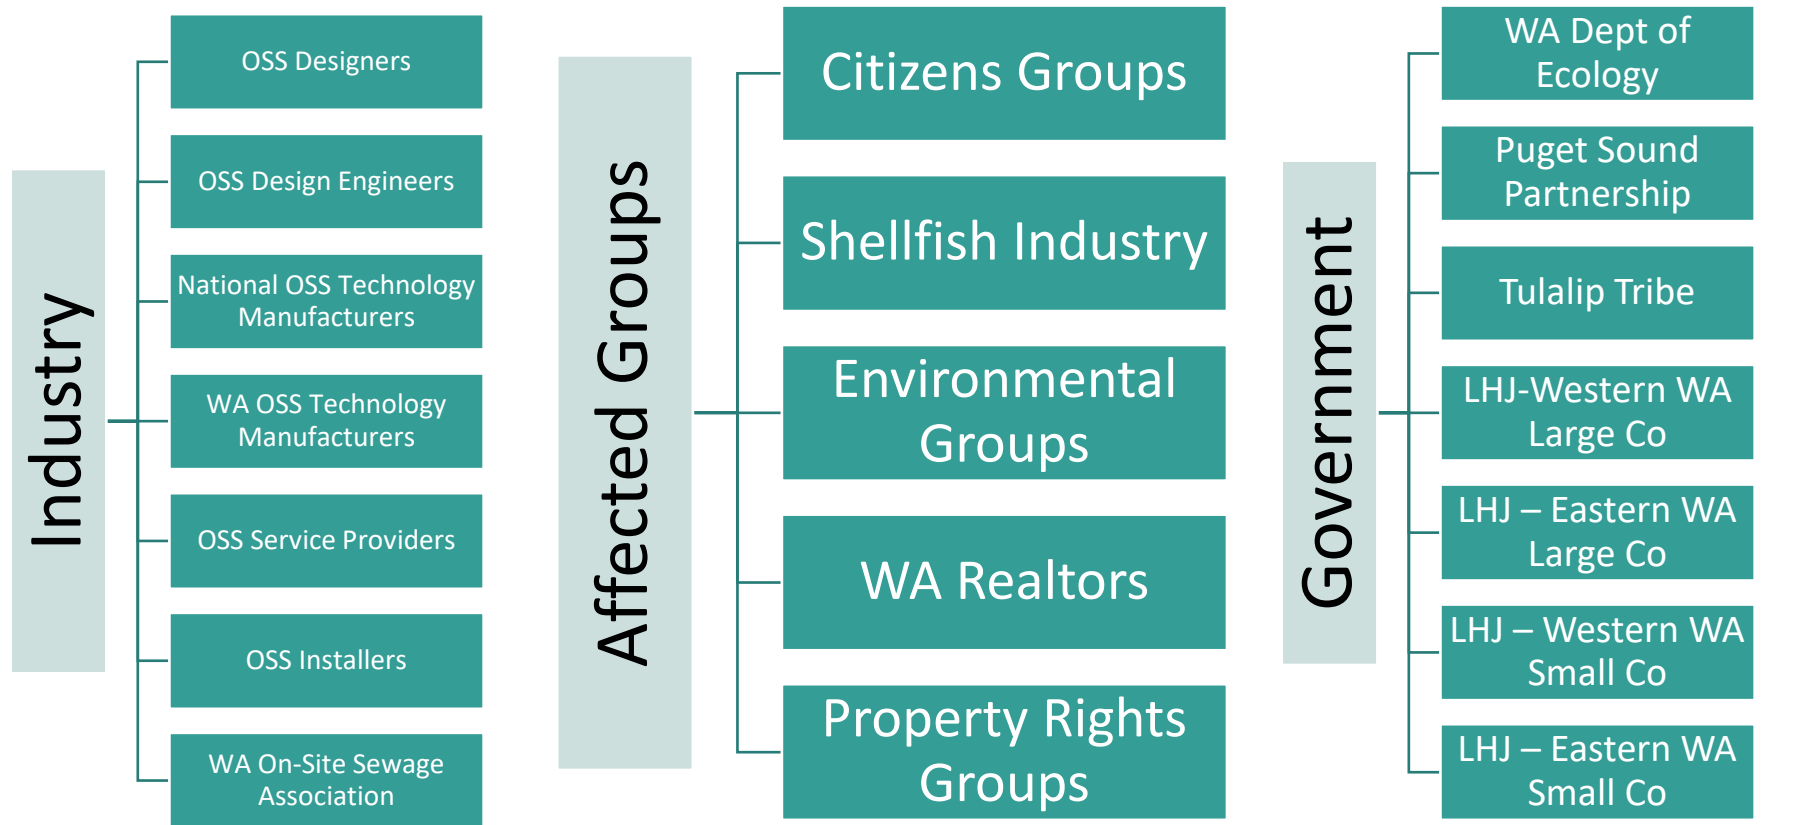 Industry
OSS Designers
OSS Design Engineers
National OSS Technology
Manufacturers
WA OSS Technology
Manufacturers
OSS Service Providers
OSS Installers
WA On-Site Sewage
Association
Affected Groups
Citizens Groups
Shellfish Industry
Environmental
Groups
WA Realtors
Property Rights
Groups
Government
WA Dept of
Ecology
Puget Sound
Partnership
Tulalip Tribe
LHJ-Western WA
Large Co
LHJ – Eastern WA
Large Co
LHJ – Western WA
Small Co
LHJ – Eastern WA
Small Co